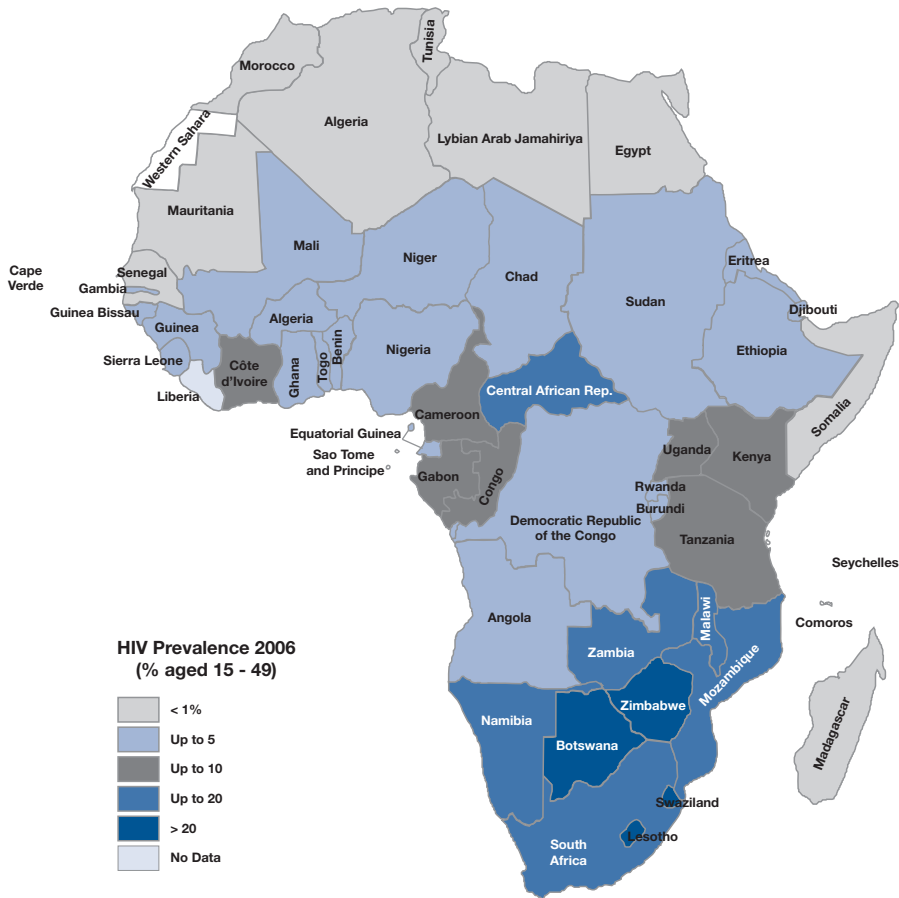 Tunisia
Morocco
Algeria
Lybian Arab Jamahiriya
Egypt
Western Sahara
Mauritania
Mali
Niger
Chad
Sudan
Eritrea
Cape
Verde
Senegal
Gambia
Guinea Bissau
Guinea
Algeria
Djibouti
Sierra Leone
Côte
d'Ivoire
Ghana
Togo
Benin
Nigeria
Ethiopia
Liberia
Central African Rep.
Somalia
Cameroon
Equatorial Guinea
Sao Tome
and Principe
Gabon
Congo
Uganda
Kenya
Rwanda
Burundi
Democratic Republic
of the Congo
Tanzania
Seychelles
Angola
Malawi
Comoros
Zambia
Mozambique
Namibia
Zimbabwe
Botswana
Madagascar
Swaziland
Lesotho
South
Africa
HIV Prevalence 2006
(% aged 15 - 49)
< 1%
Up to 5
Up to 10
Up to 20
> 20
No Data